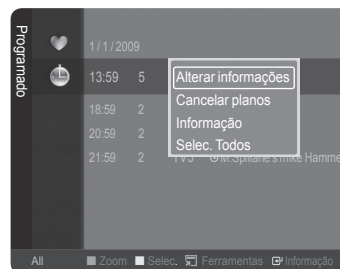 Programado
1 / 1 / 2009
13:59 5
Alterar informações
Cancelar planos
Informação
Selec. Todos
18:59 2
20:59 2
21:59 2 TV5 M.Spillane's mike Hamme
All Zoom Selec. Ferramentas Informação